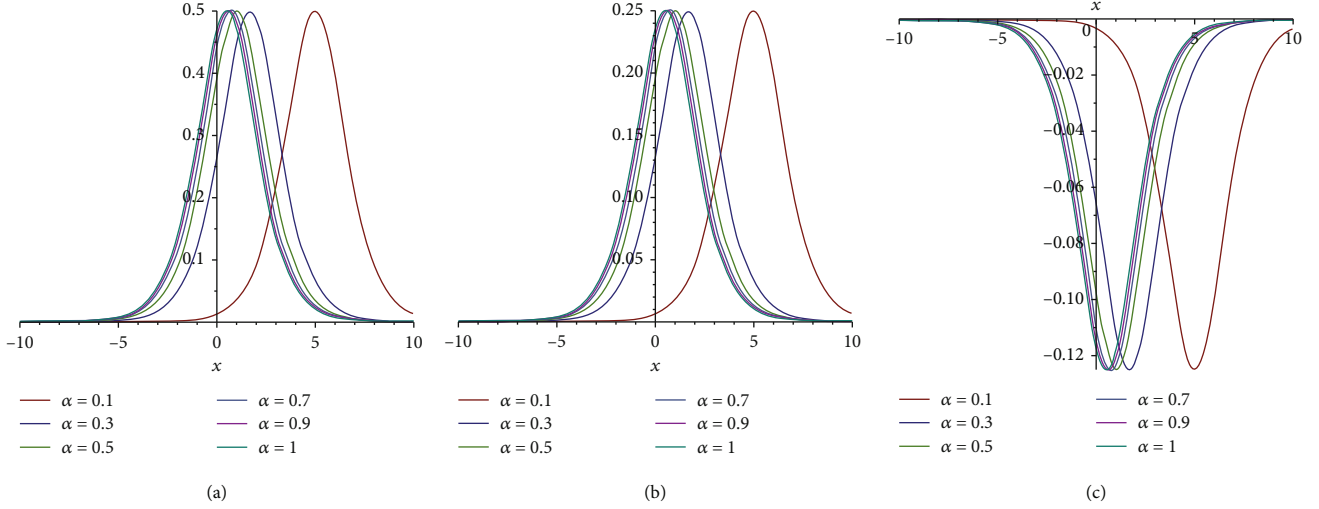 0.5
0.4
0.3
0.2
0.1
−10
−5
0
5
10
x
α = 0.1
α = 0.7
α = 0.3
α = 0.9
α = 0.5
α = 1
(a)
0.25
0.20
0.15
0.10
0.05
−10
−5
0
5
10
x
α = 0.1
α = 0.7
α = 0.3
α = 0.9
α = 0.5
α = 1
(b)
x
−10
−5
0
5
10
−0.02
−0.04
−0.06
−0.08
−0.10
−0.12
α = 0.1
α = 0.7
α = 0.3
α = 0.9
α = 0.5
α = 1
(c)